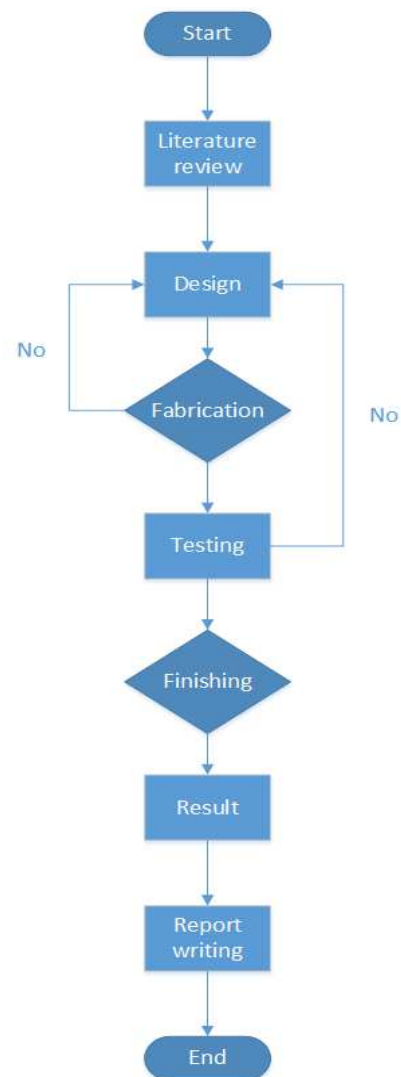 Start
Literature
review
Design
No
Fabrication
No
Testing
Finishing
Result
Report
writing
End